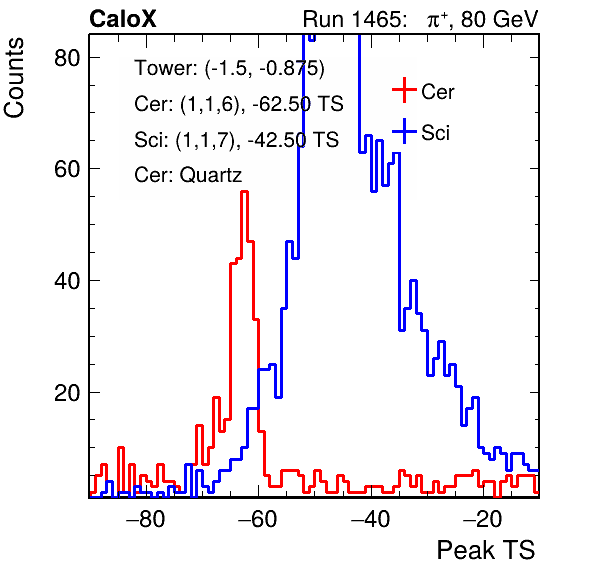 CaloX Run 1465: π⁺, 80 GeV
Counts
Tower: (-1.5, -0.875)
Cer: (1,1,6), -62.50 TS
Sci: (1,1,7), -42.50 TS
Cer: Quartz
Cer
Sci
80
60
40
20
−80 −60 −40 −20
Peak TS